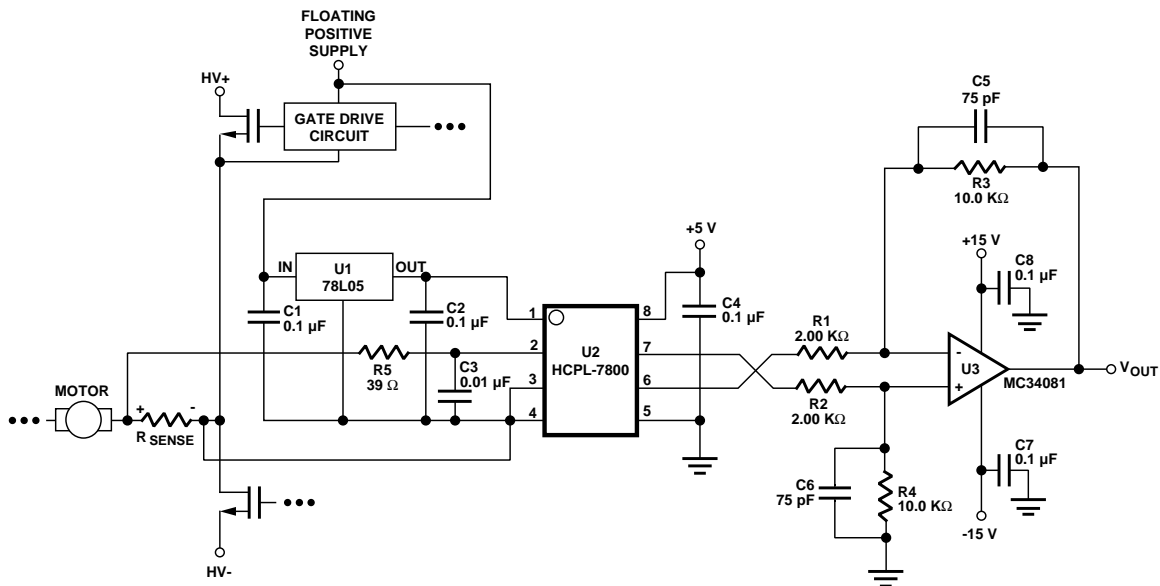 FLOATING
POSITIVE
SUPPLY
HV+
GATE DRIVE
CIRCUIT
C5
75 pF
R3
10.0 KΩ
+5 V
+15 V
IN
U1
78L05
OUT
C8
0.1 µF
C1
0.1 µF
C2
0.1 µF
C4
0.1 µF
1
8
R1
2.00 KΩ
2
U2
HCPL-7800
7
R5
39 Ω
C3
0.01 µF
3
6
-
+
U3
MC34081
VOUT
R2
2.00 KΩ
MOTOR
+
-
R SENSE
4
5
C7
0.1 µF
C6
75 pF
R4
10.0 KΩ
-15 V
HV-